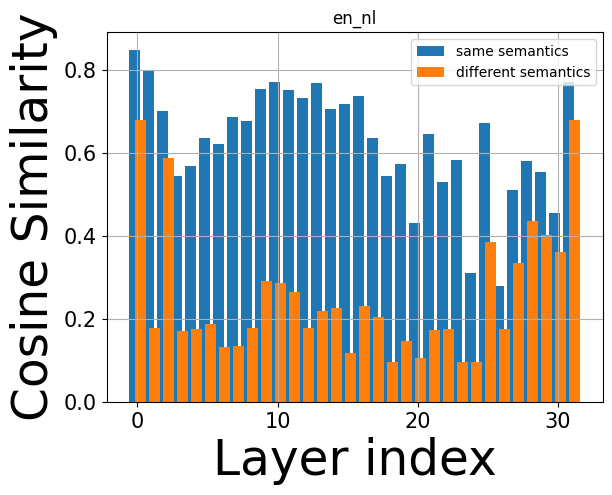 en_nl
same semantics
different semantics
Cosine Similarity
0.8
0.6
0.4
0.2
0.0
0 10 20 30
Layer index